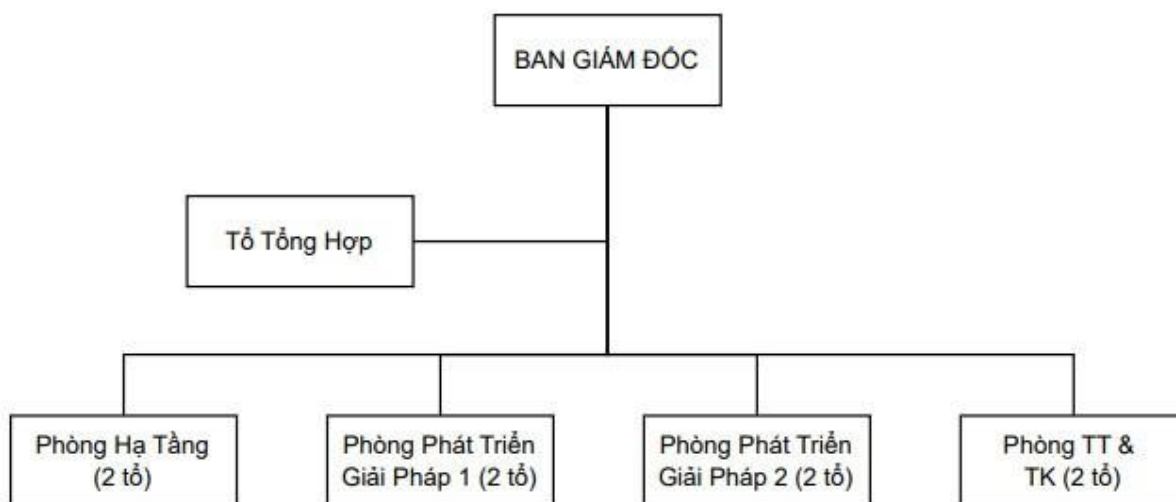 BAN GIÁM ĐỐC
Tổ Tổng Hợp
Phòng Hạ Tầng
(2 tổ)
Phòng Phát Triển
Giải Pháp 1 (2 tổ)
Phòng Phát Triển
Giải Pháp 2 (2 tổ)
Phòng TT &
TK (2 tổ)